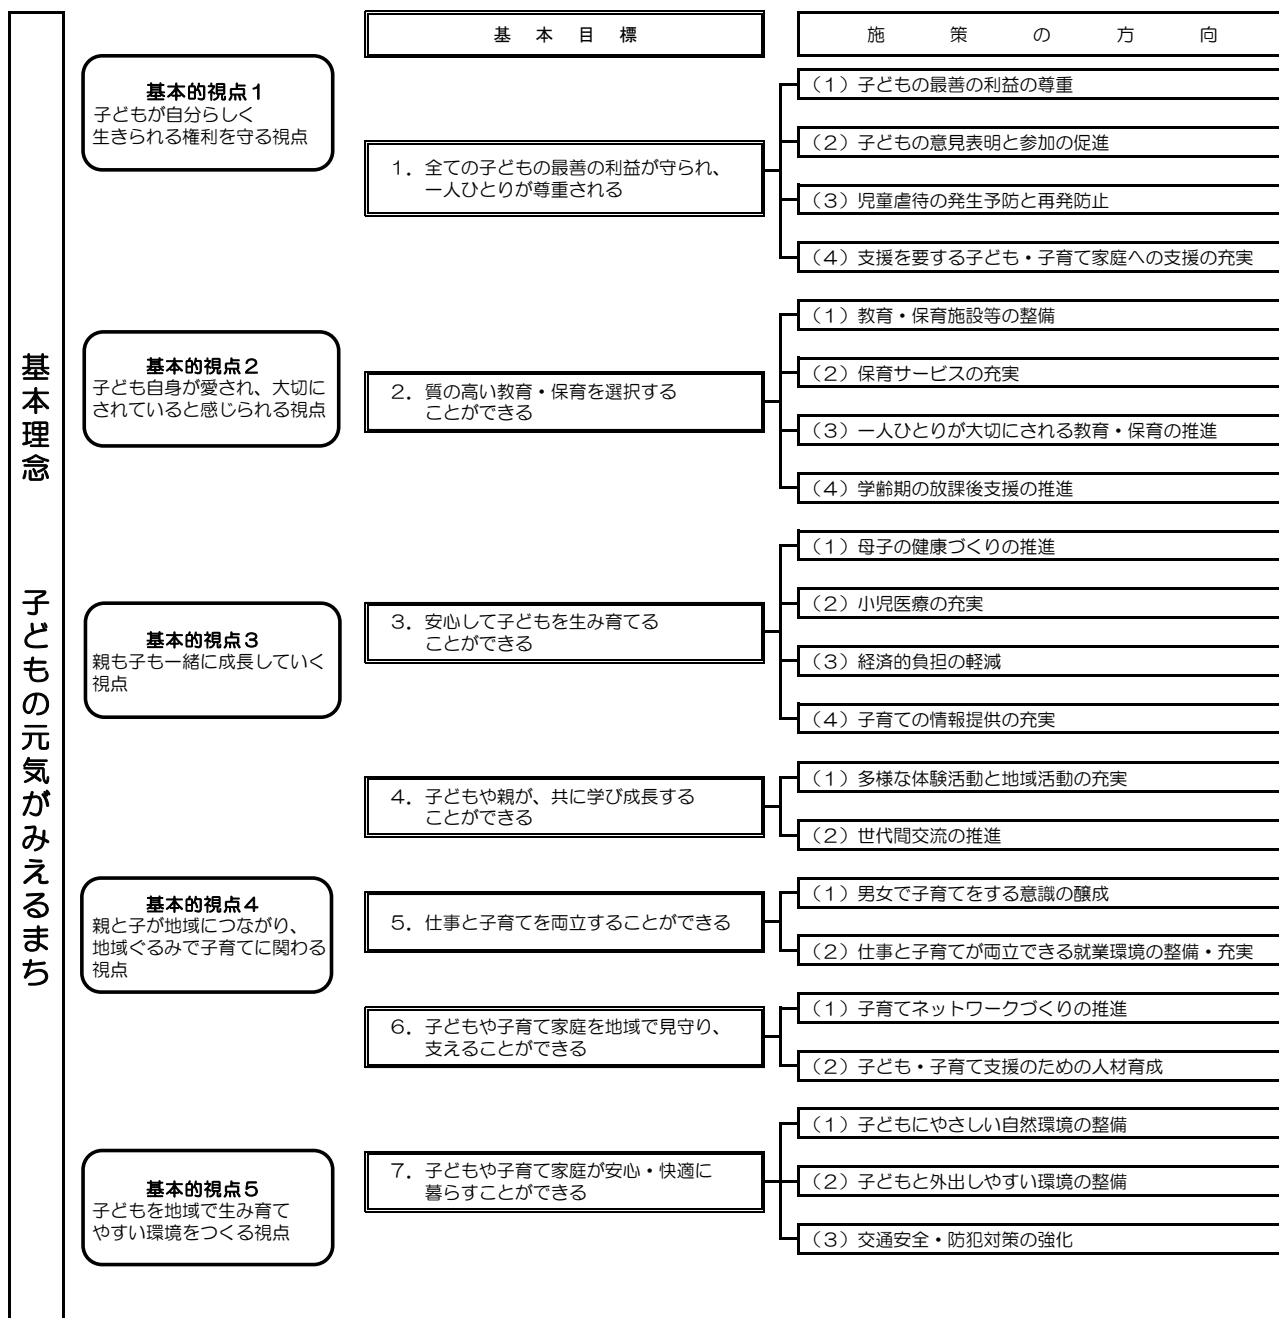 基本理念　子どもの元気がみえるまち
基本的視点１
子どもが自分らしく
生きられる権利を守る視点
基本的視点２
子ども自身が愛され、大切に
されていると感じられる視点
基本的視点３
親も子も一緒に成長していく
視点
基本的視点４
親と子が地域につながり、
地域ぐるみで子育てに関わる
視点
基本的視点５
子どもを地域で生み育て
やすい環境をつくる視点
基本目標
施策の方向
１．全ての子どもの最善の利益が守られ、
一人ひとりが尊重される
（１）子どもの最善の利益の尊重
（２）子どもの意見表明と参加の促進
（３）児童虐待の発生予防と再発防止
（４）支援を要する子ども・子育て家庭への支援の充実
２．質の高い教育・保育を選択する
ことができる
（１）教育・保育施設等の整備
（２）保育サービスの充実
（３）一人ひとりが大切にされる教育・保育の推進
（４）学齢期の放課後支援の推進
３．安心して子どもを生み育てる
ことができる
（１）母子の健康づくりの推進
（２）小児医療の充実
（３）経済的負担の軽減
（４）子育ての情報提供の充実
４．子どもや親が、共に学び成長する
ことができる
（１）多様な体験活動と地域活動の充実
（２）世代間交流の推進
５．仕事と子育てを両立することができる
（１）男女で子育てをする意識の醸成
（２）仕事と子育てが両立できる就業環境の整備・充実
６．子どもや子育て家庭を地域で見守り、
支えることができる
（１）子育てネットワークづくりの推進
（２）子ども・子育て支援のための人材育成
７．子どもや子育て家庭が安心・快適に
暮らすことができる
（１）子どもにやさしい自然環境の整備
（２）子どもと外出しやすい環境の整備
（３）交通安全・防犯対策の強化